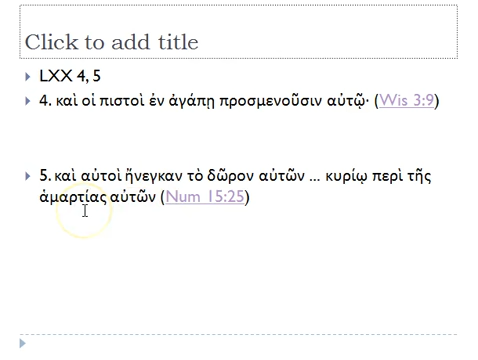 Click to add title
LXX 4, 5
4. καὶ οἱ πιστοὶ ἐν ἀγάπῃ προσμενοῦσιν αὐτῷ· (Wis 3:9)
5. καὶ αὐτοὶ ἤνεγκαν τὸ δῶρον αὐτῶν ... κυρίῳ περὶ τῆς
ἁμαρτίας αὐτῶν (Num 15:25)